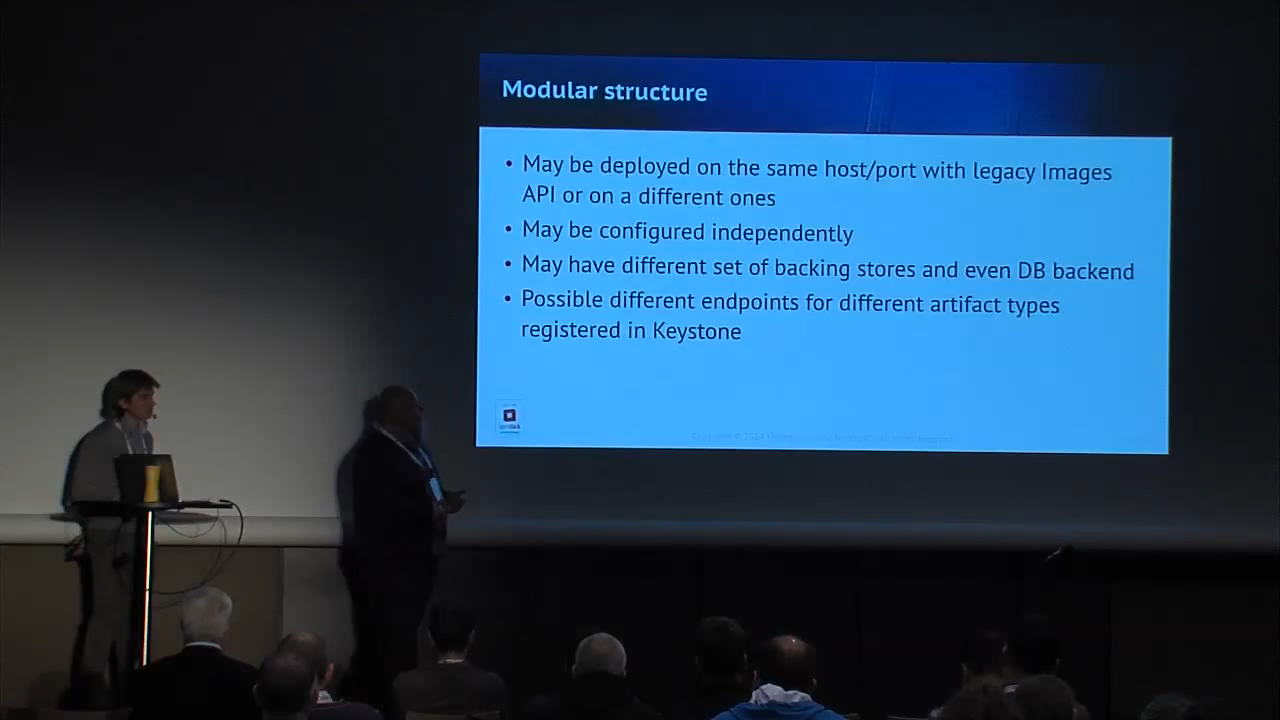 Modular structure
• May be deployed on the same host/port with legacy Images
API or on a different ones
• May be configured independently
• May have different set of backing stores and even DB backend
• Possible different endpoints for different artifact types
registered in Keystone